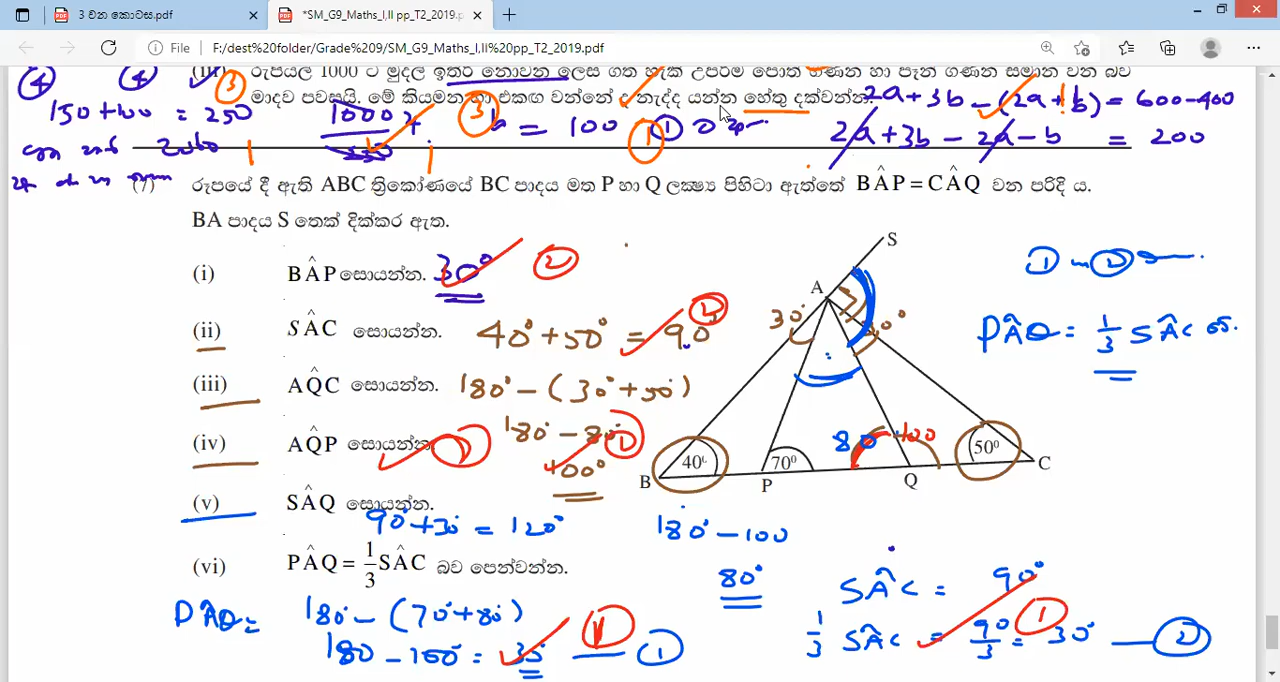 3 වන කොටස.pdf
*SM_G9_Maths_I,II pp_T2_2019.p
File F:/dest%20folder/Grade%209/SM_G9_Maths_I,II%20pp_T2_2019.pdf
(iii) රුපියල් 1000 ට මුදල් ඉතිරි නොවන ලෙස ගත හැකි උපරිම පොත් ගණන හා පෑන් ගණන සමාන වන බව
මාදව පවසයි. මේ කියමන හා එකඟ වන්නේ ද නැද්ද යන්න හේතු දක්වන්න.
2a+3b-(2a+b) = 600-400
150+100 = 250
1000
= 100
2a+3b-2a-b = 200
(7) රූපයේ දී ඇති ABC ත්‍රිකෝණයේ BC පාදය මත P හා Q ලක්ෂ්‍ය පිහිටා ඇත්තේ BÂP = CÂQ වන පරිදි ය.
BA පාදය S තෙක් දික්කර ඇත.
(i) BÂP සොයන්න. 30°
(ii) SÂC සොයන්න. 40°+50° = 90°
(iii) AQ̂C සොයන්න. 180°-(30°+50°)
180°-80°
100°
(iv) AQ̂P සොයන්න.
(v) SÂQ සොයන්න.
90°+30° = 120°
180°-100
80°
(vi) PÂQ = 1/3 SÂC බව පෙන්වන්න.
PÂQ = 180-(70°+80°)
180-150° = 30° ①
SÂC = 90°
1/3 SÂC = 90/3 = 30° ②
S
A
30°
30°
40°
70°
80
100
50°
B
P
Q
C
PÂQ = 1/3 SÂC